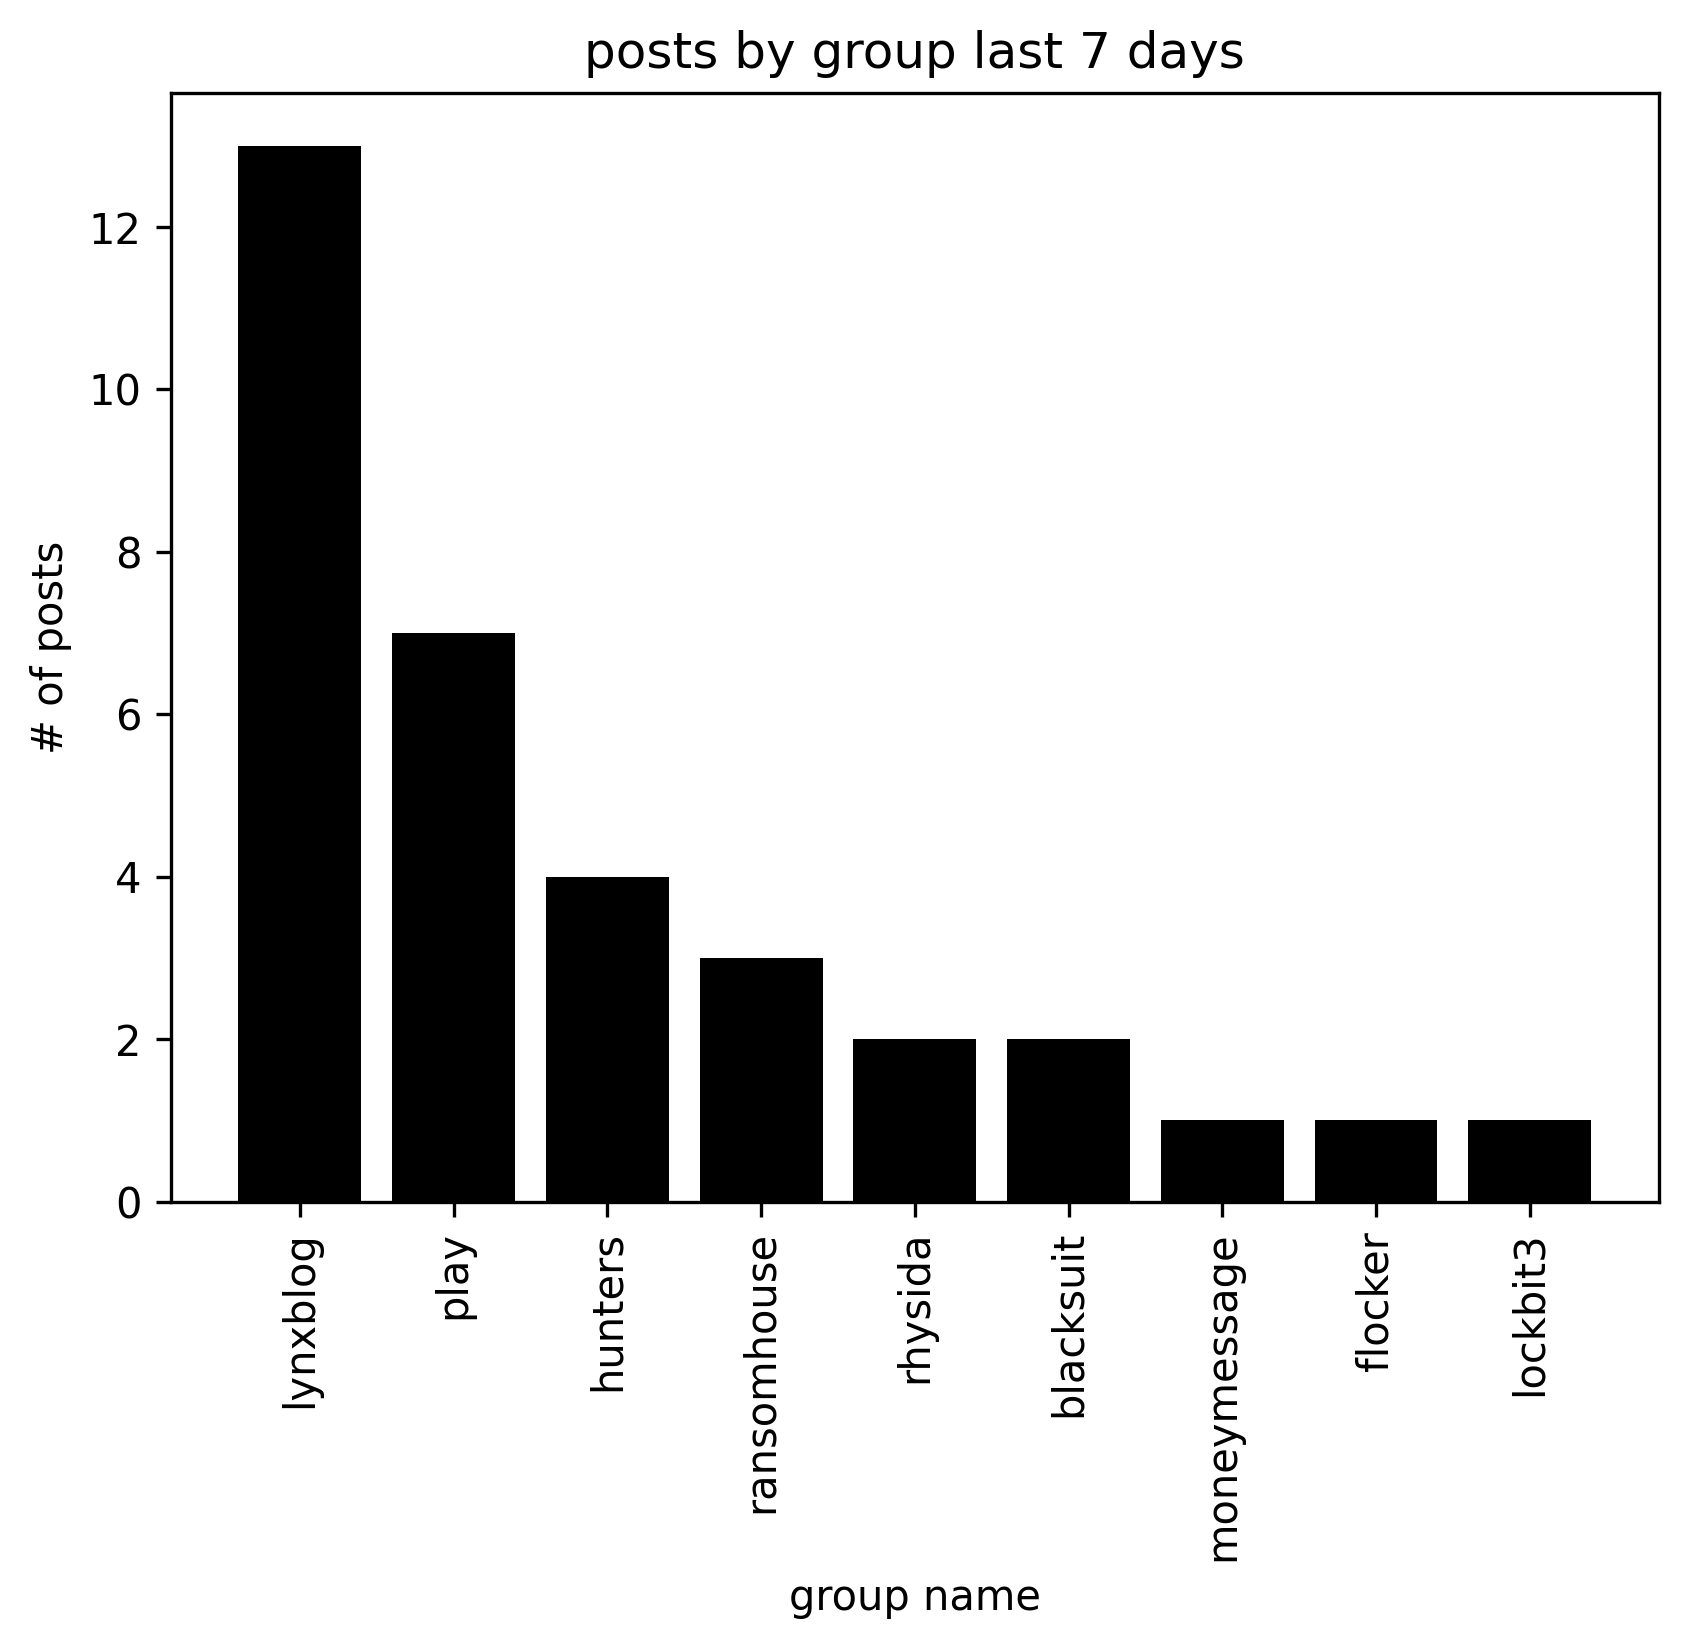 posts by group last 7 days
12
10
8
6
4
2
0
# of posts
lynxblog
play
hunters
ransomhouse
rhysida
blacksuit
moneymessage
flocker
lockbit3
group name